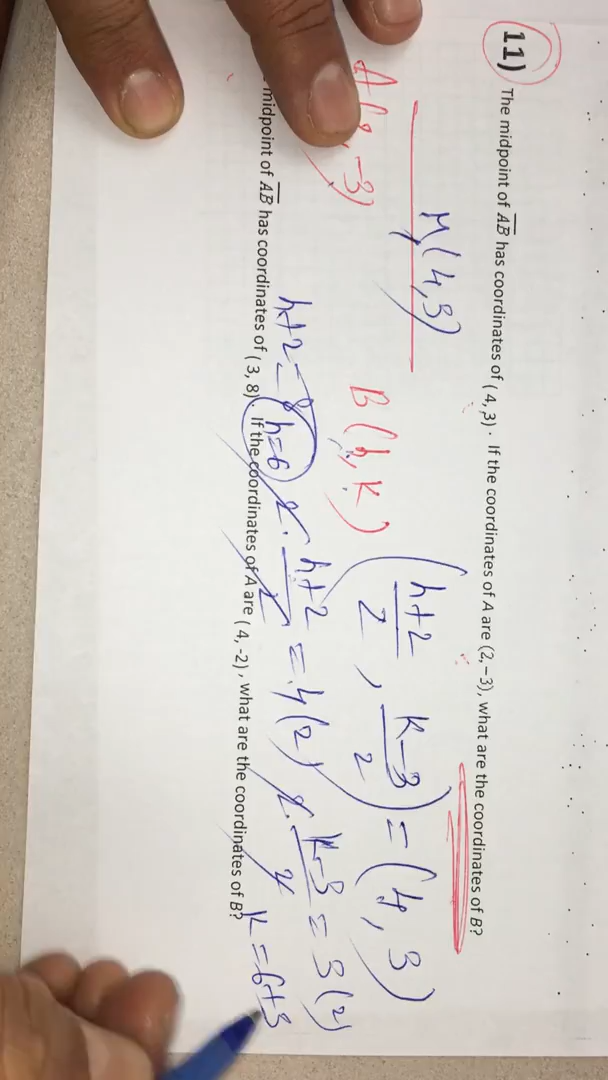 11) The midpoint of AB has coordinates of (4,3). If the coordinates of A are (2,-3), what are the coordinates of B?
M(4,3)
A(2,-3)
B(h,k)
(h+2/2, k-3/2) = (4,3)
2·h+2/2 = 4(2)
2·k-3/2 = 3(2)
h+2=8
h=6
k=6+3
midpoint of AB has coordinates of (3,8). If the coordinates of A are (4,-2), what are the coordinates of B?